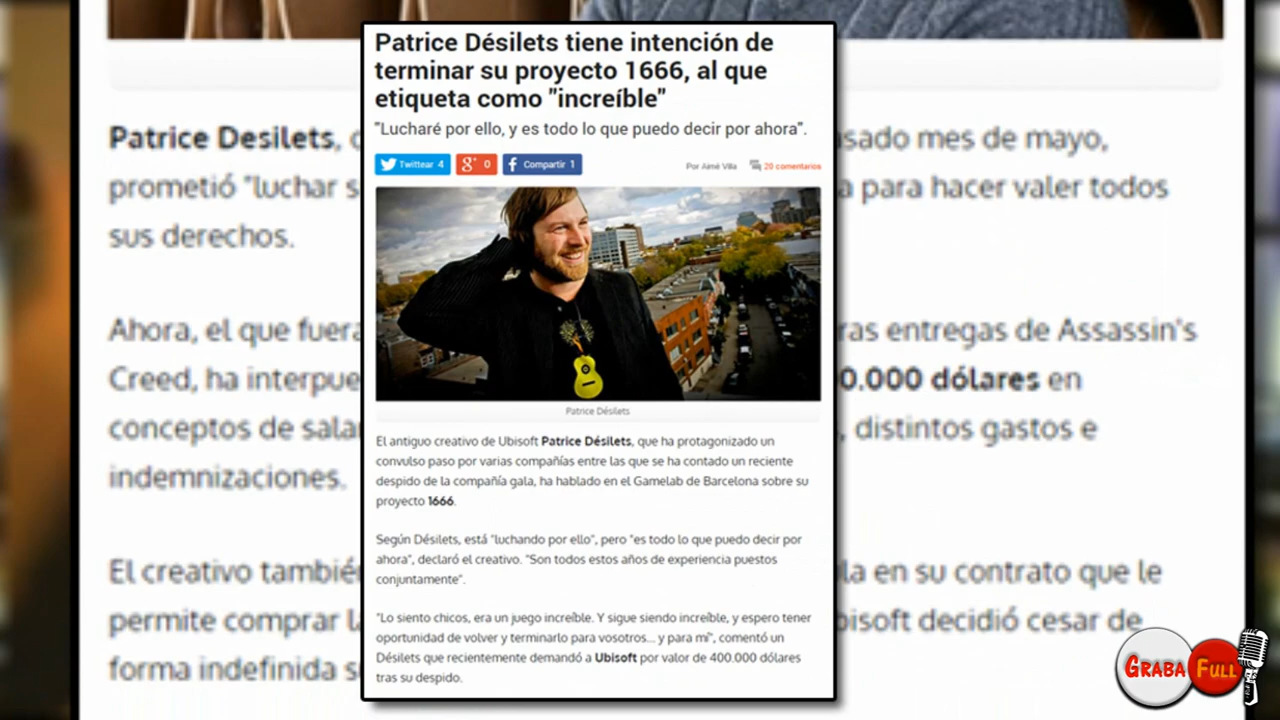 Patrice Désilets tiene intención de
terminar su proyecto 1666, al que
etiqueta como "increíble"
"Lucharé por ello, y es todo lo que puedo decir por ahora".
Twittear 4
8+ 0
Compartir 1
Por Aimé Villa
20 comentarios
Patrice Désilets
El antiguo creativo de Ubisoft Patrice Désilets, que ha protagonizado un
convulso paso por varias compañías entre las que se ha contado un reciente
despido de la compañía gala, ha hablado en el Gamelab de Barcelona sobre su
proyecto 1666.
Según Désilets, está "luchando por ello", pero "es todo lo que puedo decir por
ahora", declaró el creativo. "Son todos estos años de experiencia puestos
conjuntamente".
"Lo siento chicos, era un juego increíble. Y sigue siendo increíble, y espero tener
oportunidad de volver y terminarlo para vosotros... y para mí", comentó un
Désilets que recientemente demandó a Ubisoft por valor de 400.000 dólares
tras su despido.
Patrice Desilets, sado mes de mayo,
prometió "luchar a para hacer valer todos
sus derechos.
Ahora, el que fuera ras entregas de Assassin's
Creed, ha interpue 0.000 dólares en
conceptos de sala , distintos gastos e
indemnizaciones.
El creativo también la en su contrato que le
permite comprar bisoft decidió cesar de
forma indefinida
GRABA FULL